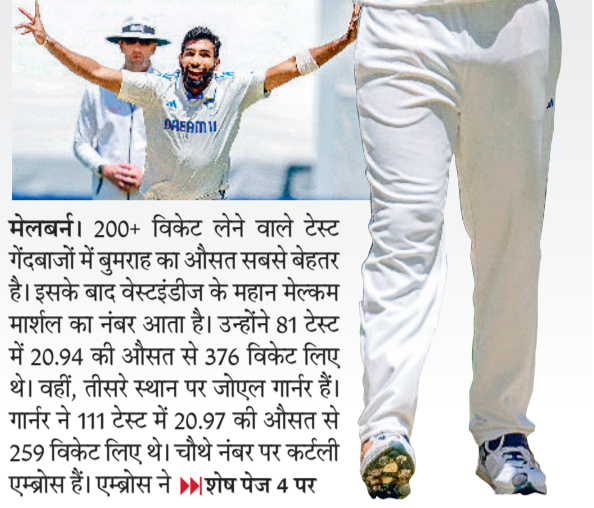 DREAM11
मेलबर्न। 200+ विकेट लेने वाले टेस्ट
गेंदबाजों में बुमराह का औसत सबसे बेहतर
है। इसके बाद वेस्टइंडीज के महान मेल्कम
मार्शल का नंबर आता है। उन्होंने 81 टेस्ट
में 20.94 की औसत से 376 विकेट लिए
थे। वहीं, तीसरे स्थान पर जोएल गार्नर हैं।
गार्नर ने 111 टेस्ट में 20.97 की औसत से
259 विकेट लिए थे। चौथे नंबर पर कर्टली
एम्ब्रोस हैं। एम्ब्रोस ने शेष पेज 4 पर